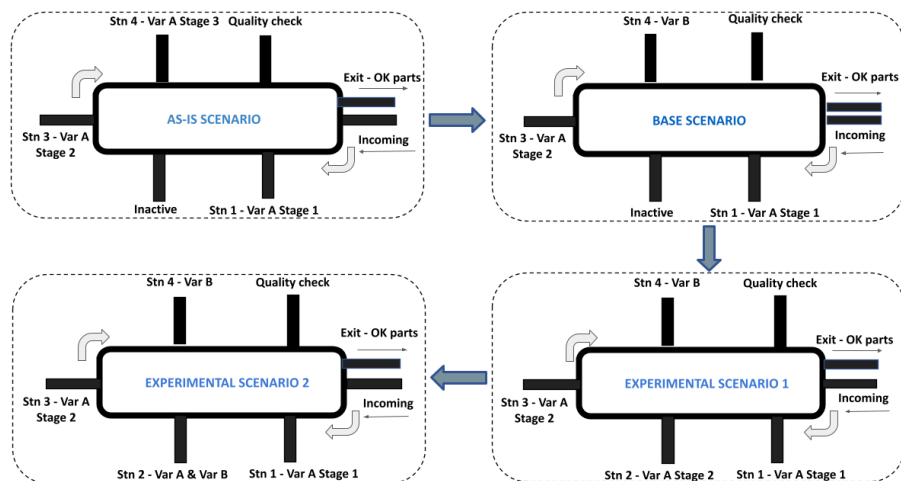 Stn 4 - Var A Stage 3
Quality check
Exit - OK parts
AS-IS SCENARIO
Stn 3 - Var A
Stage 2
Incoming
Inactive
Stn 1 - Var A Stage 1
Stn 4 - Var B
Quality check
Exit - OK parts
BASE SCENARIO
Stn 3 - Var A
Stage 2
Incoming
Inactive
Stn 1 - Var A Stage 1
Stn 4 - Var B
Quality check
Exit - OK parts
EXPERIMENTAL SCENARIO 2
Stn 3 - Var A
Stage 2
Incoming
Stn 2 - Var A & Var B
Stn 1 - Var A Stage 1
Stn 4 - Var B
Quality check
Exit - OK parts
EXPERIMENTAL SCENARIO 1
Stn 3 - Var A
Stage 2
Incoming
Stn 2 - Var A Stage 2
Stn 1 - Var A Stage 1